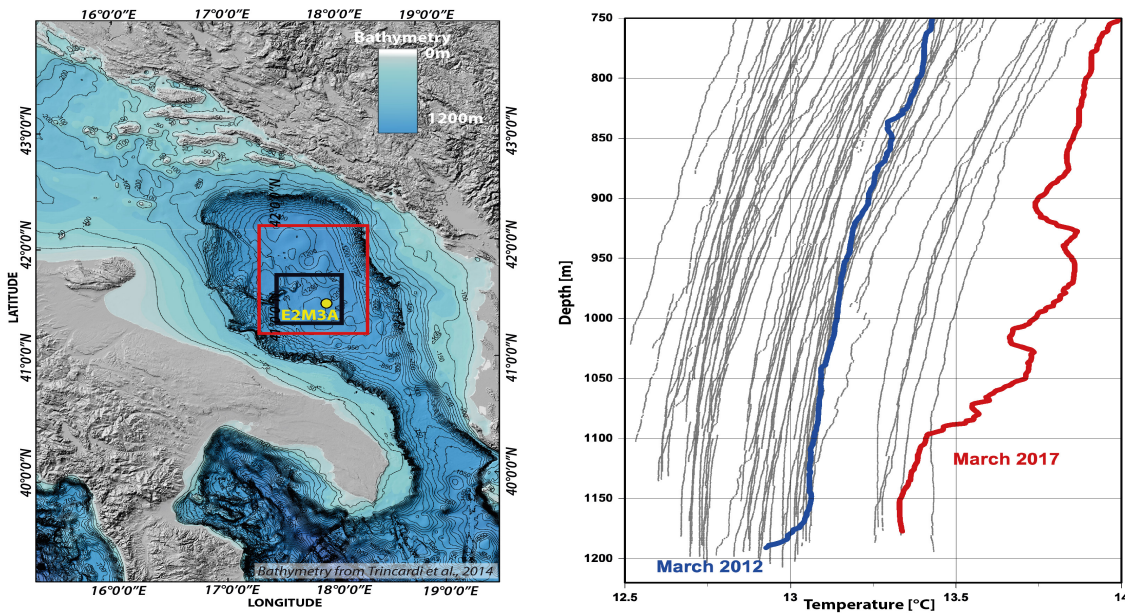 16°0'0"E 17°0'0"E 18°0'0"E 19°0'0"E
Bathymetry
0m
1200m
43°0'0"N
43°0'0"N
42°0'0"N
42°0'0"N
42°0'0"N
E2M3A
LATITUDE
41°0'0"N
41°0'0"N
40°0'0"N
40°0'0"N
Bathymetry from Trincardi et al., 2014
16°0'0"E 17°0'0"E 18°0'0"E 19°0'0"E
LONGITUDE
750
800
850
900
950
1000
1050
1100
1150
1200
Depth [m]
March 2017
March 2012
12.5 13 13.5 14
Temperature [°C]